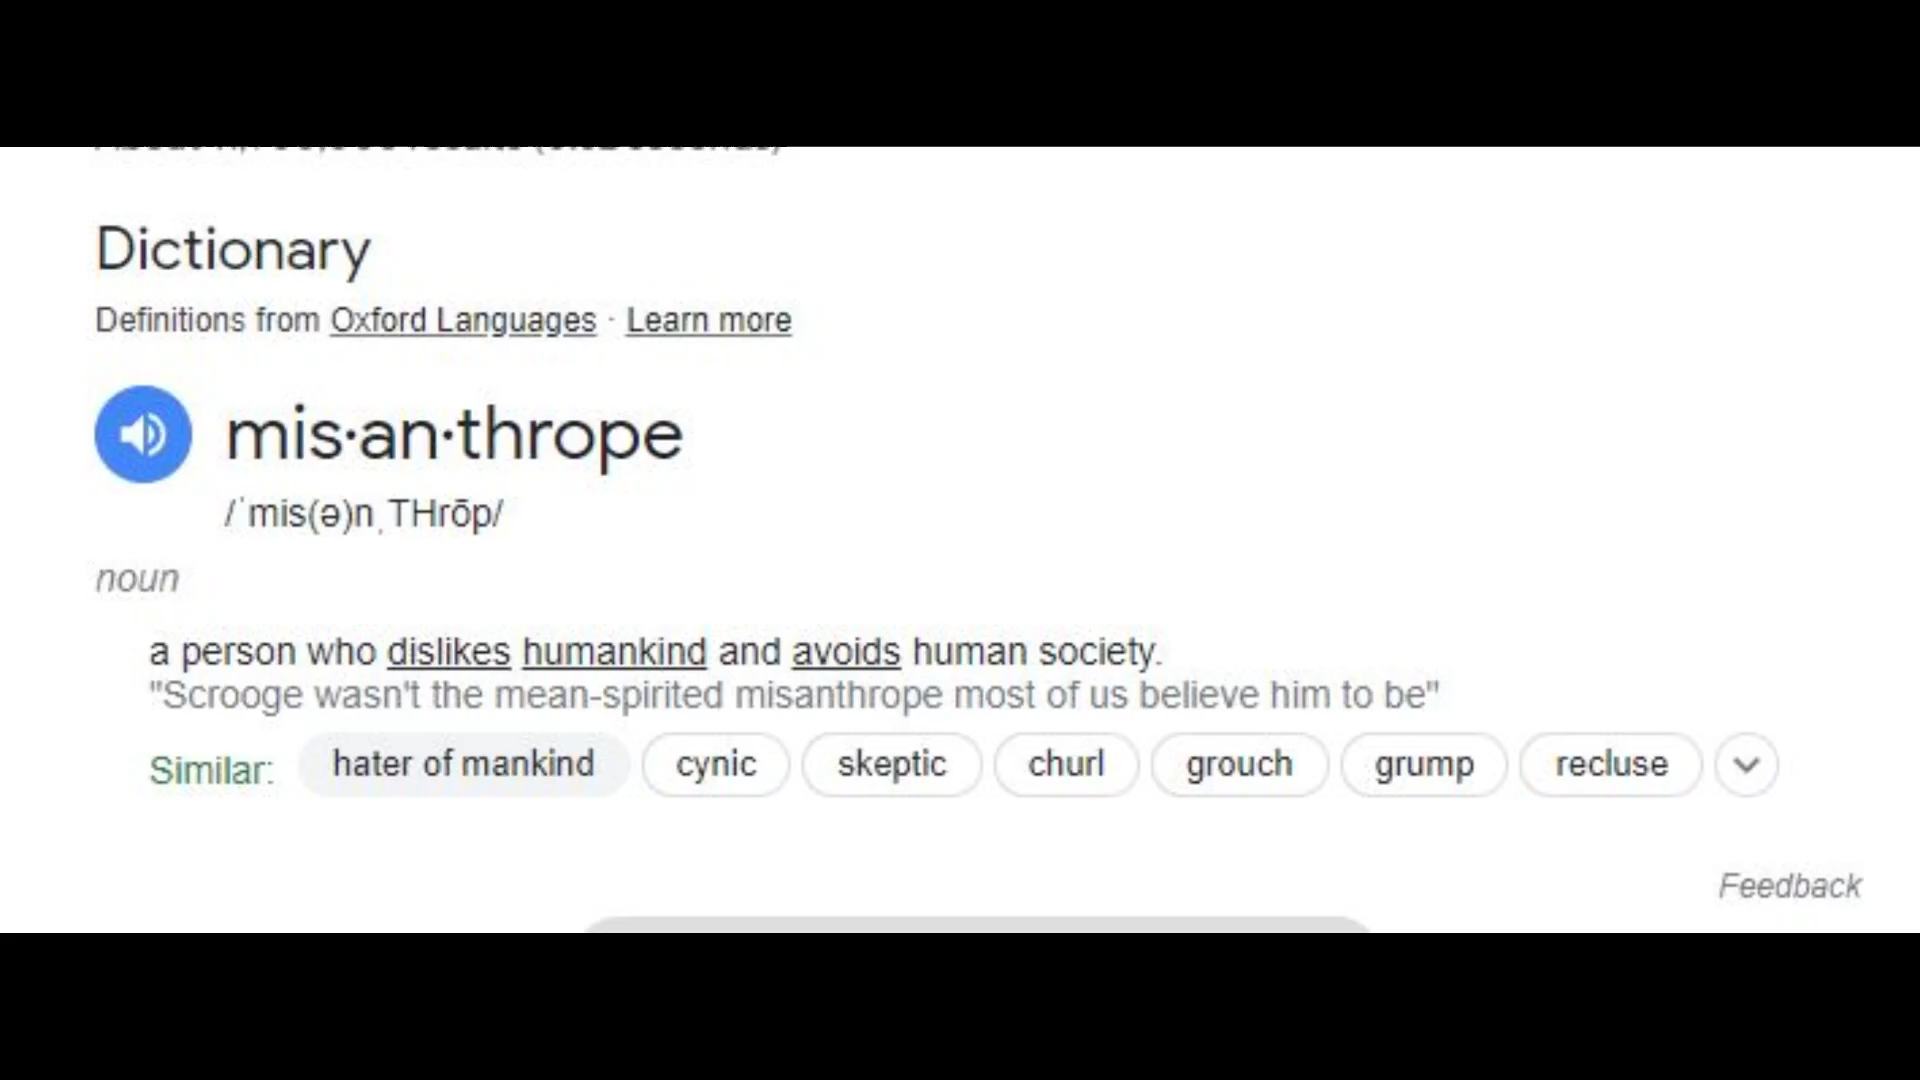 Dictionary
Definitions from Oxford Languages · Learn more
mis·an·thrope
/ˈmis(ə)nˌTHrōp/
noun
a person who dislikes humankind and avoids human society.
"Scrooge wasn't the mean-spirited misanthrope most of us believe him to be"
Similar: hater of mankind cynic skeptic churl grouch grump recluse
Feedback